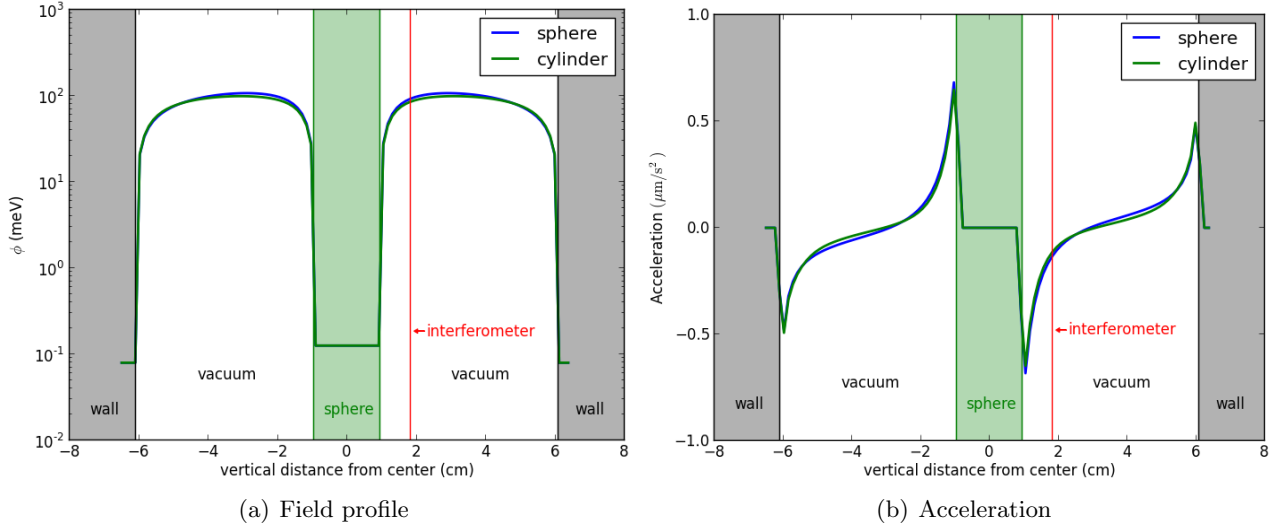 10³
10²
10¹
10⁰
10⁻¹
10⁻²
ϕ (meV)
sphere
cylinder
interferometer
vacuum
vacuum
wall
sphere
wall
−8 −6 −4 −2 0 2 4 6 8
vertical distance from center (cm)
(a) Field profile
1.0
0.5
0.0
−0.5
−1.0
Acceleration (μm/s²)
sphere
cylinder
interferometer
vacuum
vacuum
wall
sphere
wall
−8 −6 −4 −2 0 2 4 6 8
vertical distance from center (cm)
(b) Acceleration